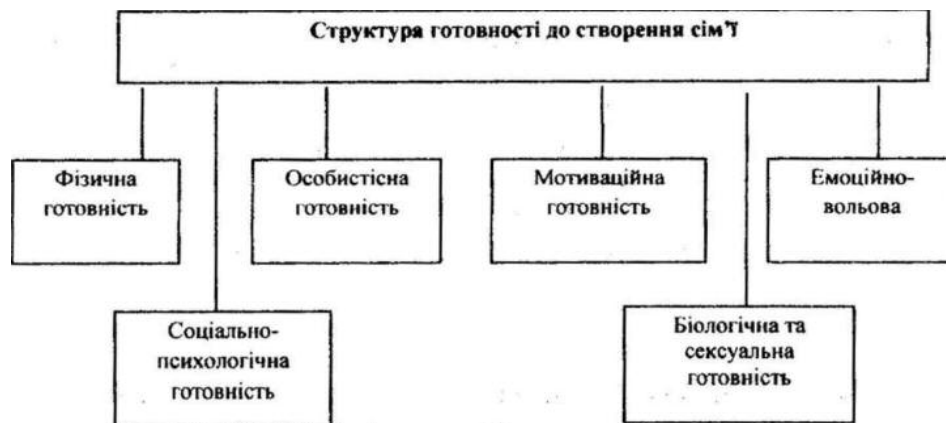 Структура готовності до створення сім'ї
Фізична
готовність
Особистісна
готовність
Мотиваційна
готовність
Емоційно-
вольова
Соціально-
психологічна
готовність
Біологічна та
сексуальна
готовність